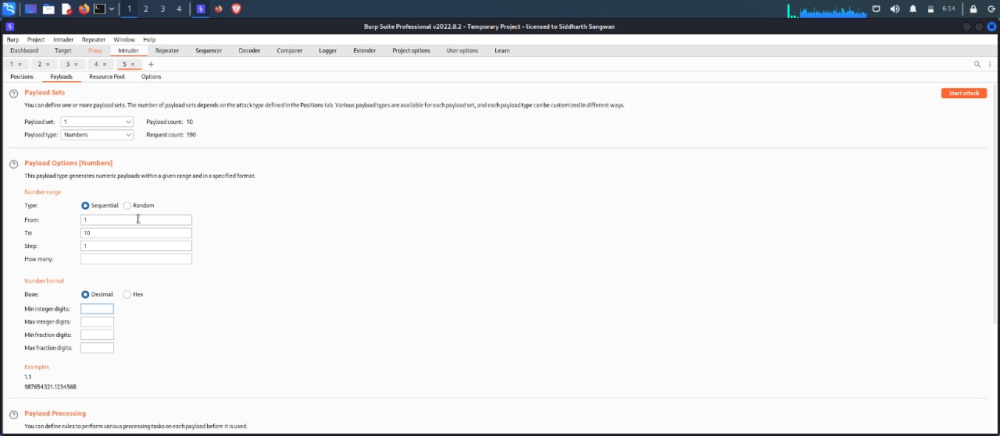 1 2 3 4 6:14
Burp Suite Professional v2022.8.2 - Temporary Project - licensed to Siddharth Sangwan
Burp Project Intruder Repeater Window Help
Dashboard Target Proxy Intruder Repeater Sequencer Decoder Comparer Logger Extender Project options User options Learn
1 × 2 × 3 × 4 × 5 × +
Positions Payloads Resource Pool Options
? Payload Sets Start attack
You can define one or more payload sets. The number of payload sets depends on the attack type defined in the Positions tab. Various payload types are available for each payload set, and each payload type can be customized in different ways.
Payload set: 1 Payload count: 10
Payload type: Numbers Request count: 190
? Payload Options [Numbers]
This payload type generates numeric payloads within a given range and in a specified format.
Number range
Type: Sequential Random
From: 1
To: 10
Step: 1
How many:
Number format
Base: Decimal Hex
Min integer digits:
Max integer digits:
Min fraction digits:
Max fraction digits:
Examples
1.1
987654321.1234568
? Payload Processing
You can define rules to perform various processing tasks on each payload before it is used.